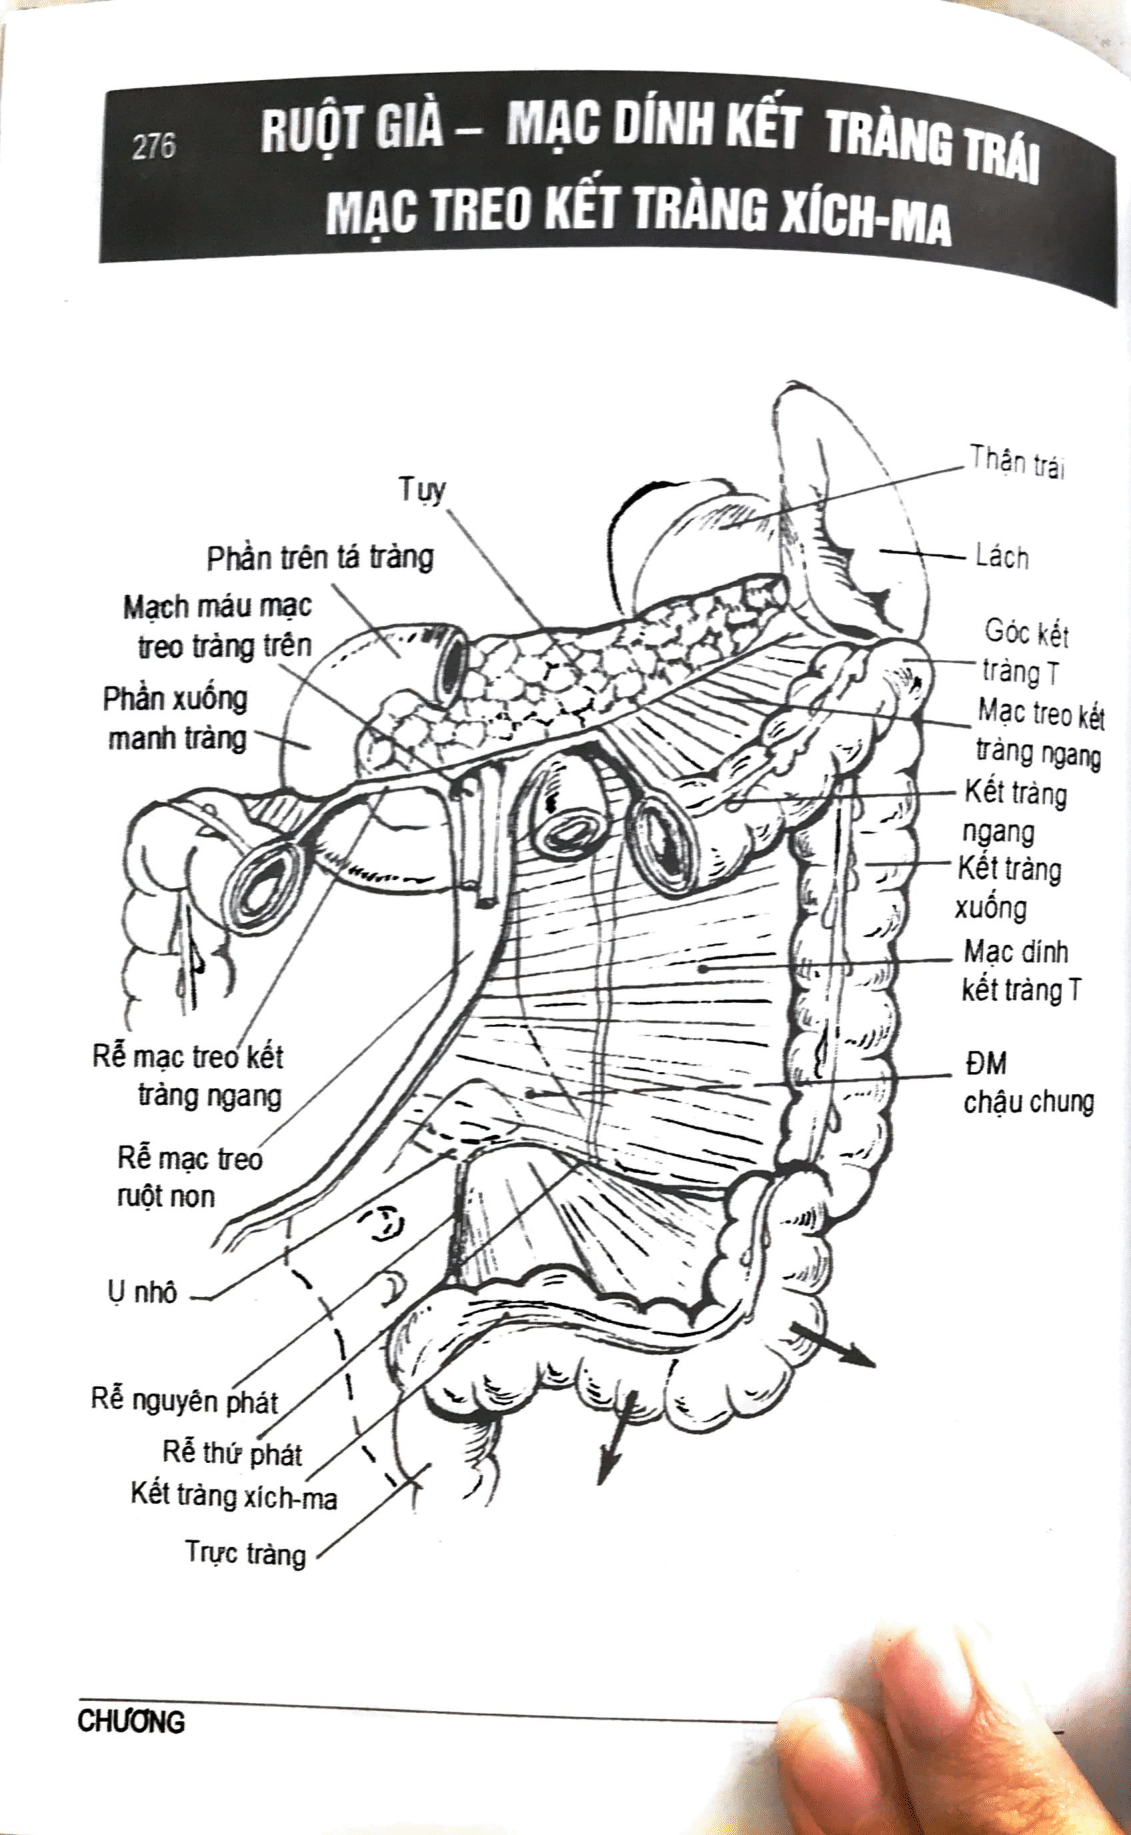 276
RUỘT GIÀ – MẠC DÍNH KẾT TRÀNG TRÁI
MẠC TREO KẾT TRÀNG XÍCH-MA
Thận trái
Tụy
Lách
Phần trên tá tràng
Mạch máu mạc
treo tràng trên
Góc kết
tràng T
Phần xuống
manh tràng
Mạc treo kết
tràng ngang
Kết tràng
ngang
Kết tràng
xuống
Mạc dính
kết tràng T
Rễ mạc treo kết
tràng ngang
ĐM
chậu chung
Rễ mạc treo
ruột non
Ụ nhô
Rễ nguyên phát
Rễ thứ phát
Kết tràng xích-ma
Trực tràng
CHƯƠNG